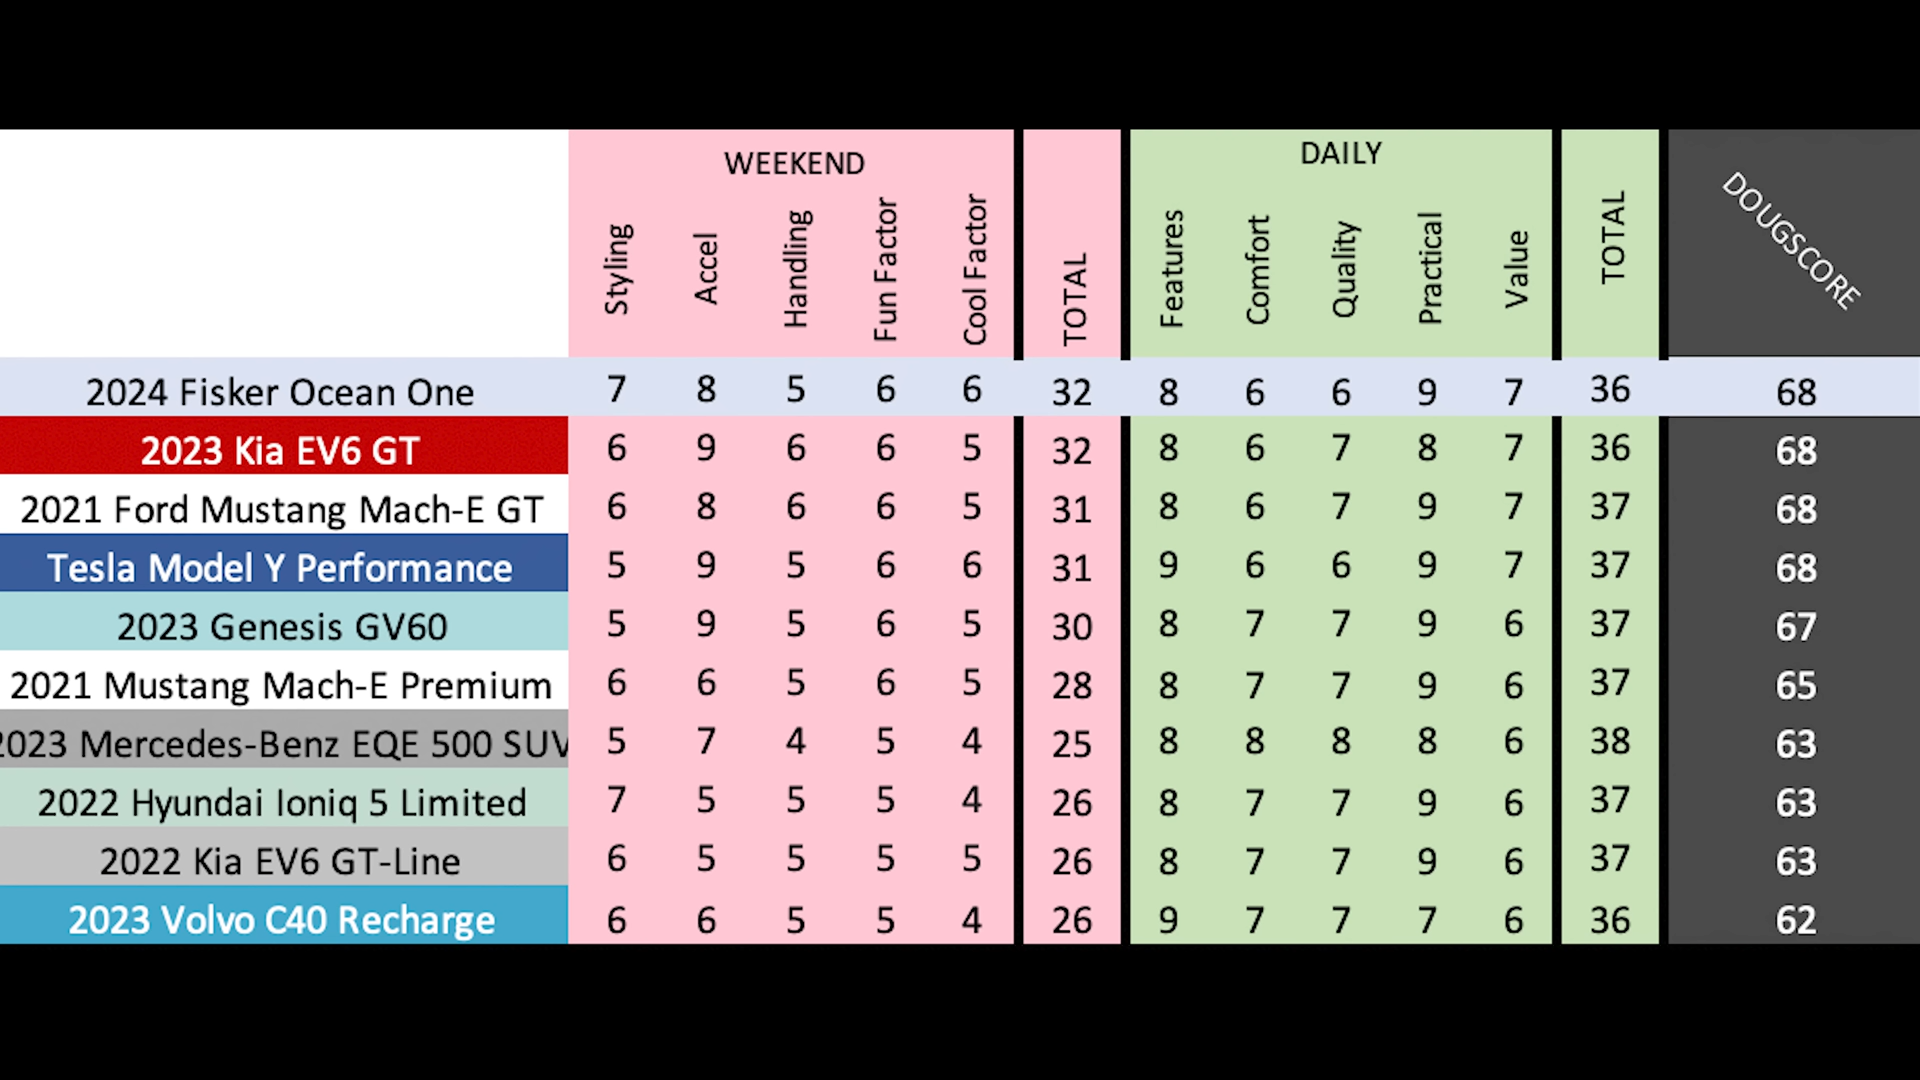 WEEKEND DAILY
Styling Accel Handling Fun Factor Cool Factor TOTAL Features Comfort Quality Practical Value TOTAL DOUGSCORE
2024 Fisker Ocean One 7 8 5 6 6 32 8 6 6 9 7 36 68
2023 Kia EV6 GT 6 9 6 6 5 32 8 6 7 8 7 36 68
2021 Ford Mustang Mach-E GT 6 8 6 6 5 31 8 6 7 9 7 37 68
Tesla Model Y Performance 5 9 5 6 6 31 9 6 6 9 7 37 68
2023 Genesis GV60 5 9 5 6 5 30 8 7 7 9 6 37 67
2021 Mustang Mach-E Premium 6 6 5 6 5 28 8 7 7 9 6 37 65
2023 Mercedes-Benz EQE 500 SUV 5 7 4 5 4 25 8 8 8 8 6 38 63
2022 Hyundai Ioniq 5 Limited 7 5 5 5 4 26 8 7 7 9 6 37 63
2022 Kia EV6 GT-Line 6 5 5 5 5 26 8 7 7 9 6 37 63
2023 Volvo C40 Recharge 6 6 5 5 4 26 9 7 7 7 6 36 62